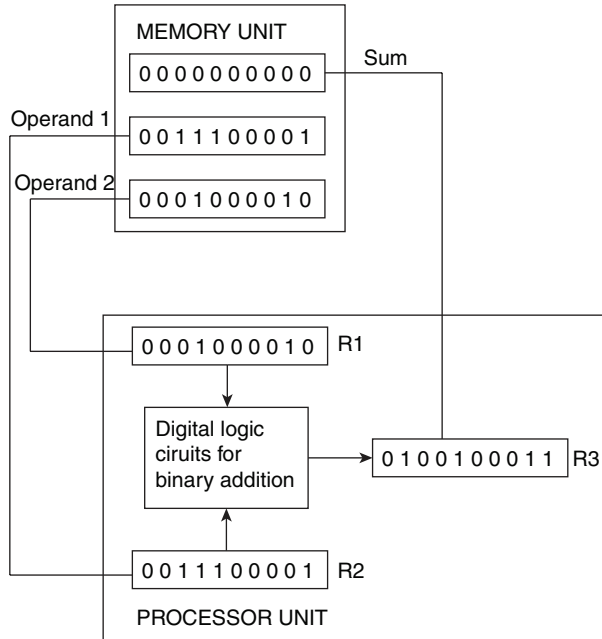 MEMORY UNIT
0 0 0 0 0 0 0 0 0 0
Sum
Operand 1
0 0 1 1 1 0 0 0 0 1
Operand 2
0 0 0 1 0 0 0 0 1 0
0 0 0 1 0 0 0 0 1 0
R1
Digital logic
ciruits for
binary addition
0 1 0 0 1 0 0 0 1 1
R3
0 0 1 1 1 0 0 0 0 1
R2
PROCESSOR UNIT